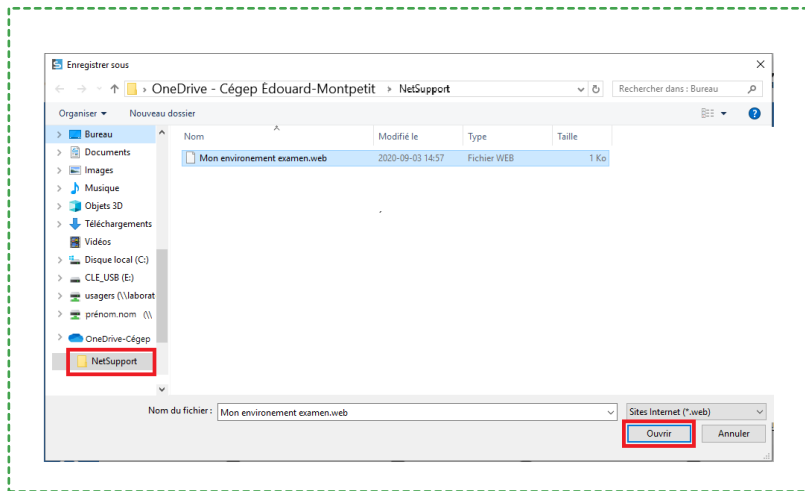 Enregistrer sous
OneDrive - Cégep Édouard-Montpetit > NetSupport
Rechercher dans : Bureau
Organiser
Nouveau dossier
Nom Modifié le Type Taille
Mon environement examen.web 2020-09-03 14:57 Fichier WEB 1 Ko
Bureau
Documents
Images
Musique
Objets 3D
Téléchargements
Vidéos
Disque local (C:)
CLE_USB (E:)
usagers (\\laborat
prénom.nom (\\
OneDrive-Cégep
NetSupport
Nom du fichier : Mon environement examen.web
Sites Internet (*.web)
Ouvrir Annuler